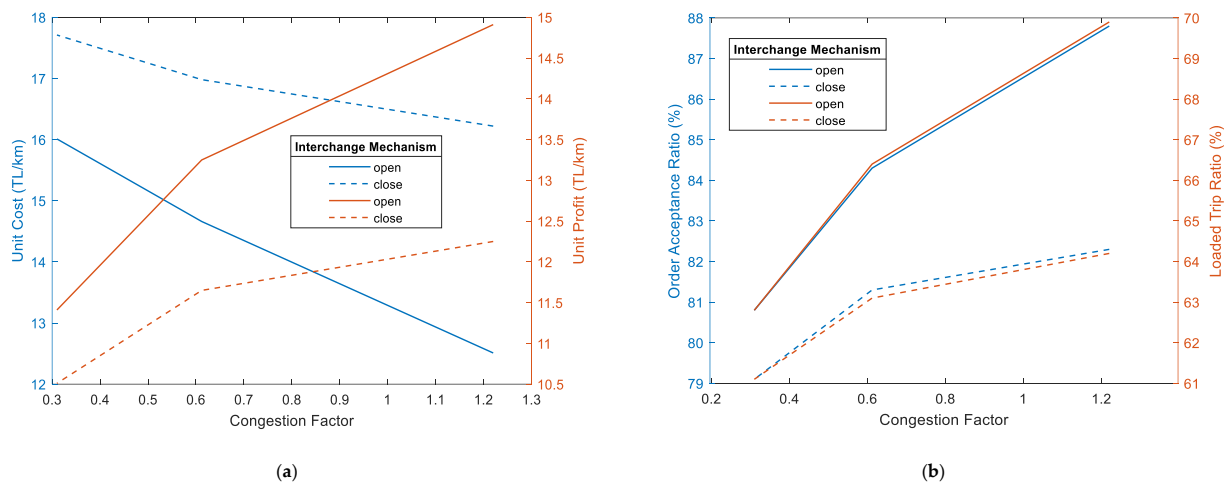 18
17
16
15
14
13
12
Unit Cost (TL/km)
15
14.5
14
13.5
13
12.5
12
11.5
11
10.5
Unit Profit (TL/km)
Interchange Mechanism
open
close
open
close
0.3 0.4 0.5 0.6 0.7 0.8 0.9 1 1.1 1.2 1.3
Congestion Factor
(a)
88
87
86
85
84
83
82
81
80
79
Order Acceptance Ratio (%)
70
69
68
67
66
65
64
63
62
61
Loaded Trip Ratio (%)
Interchange Mechanism
open
close
open
close
0.2 0.4 0.6 0.8 1 1.2
Congestion Factor
(b)